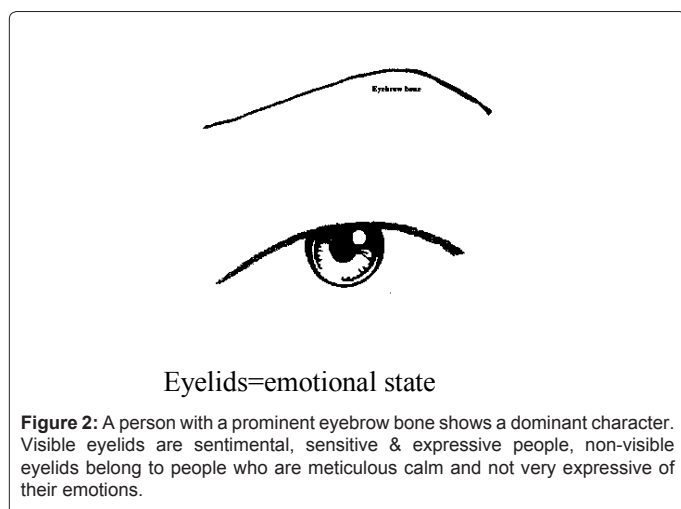 Eyebrow bone
Eyelids=emotional state
Figure 2: A person with a prominent eyebrow bone shows a dominant character.
Visible eyelids are sentimental, sensitive & expressive people, non-visible
eyelids belong to people who are meticulous calm and not very expressive of
their emotions.